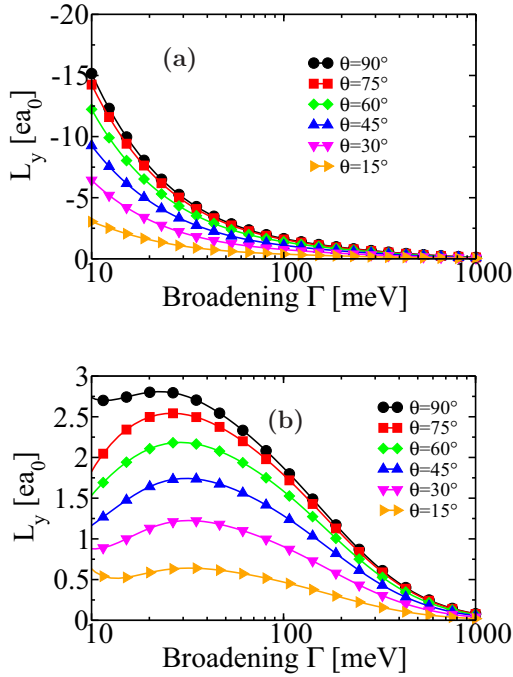 -20
-15
-10
-5
0
L_y [ea_0]
(a)
θ=90°
θ=75°
θ=60°
θ=45°
θ=30°
θ=15°
10 100 1000
Broadening Γ [meV]
3
2.5
2
1.5
1
0.5
0
L_y [ea_0]
(b)
θ=90°
θ=75°
θ=60°
θ=45°
θ=30°
θ=15°
10 100 1000
Broadening Γ [meV]